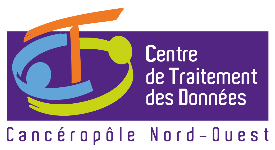 Centre
de Traitement
des Données
Cancéropôle Nord-Ouest